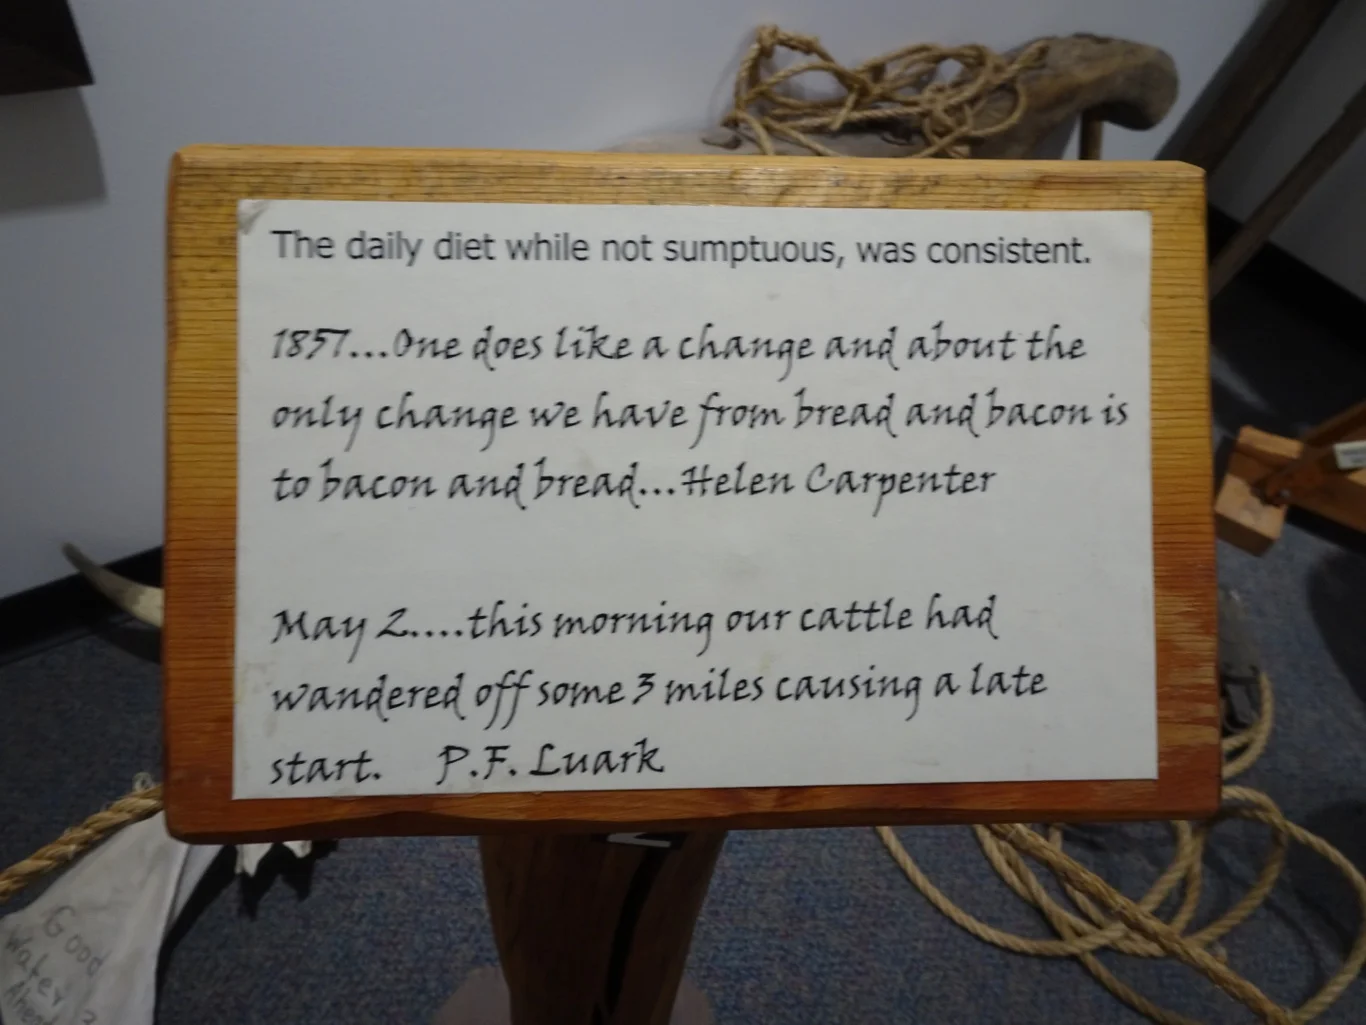 The daily diet while not sumptuous, was consistent.
1857...One does like a change and about the
only change we have from bread and bacon is
to bacon and bread...Helen Carpenter
May 2....this morning our cattle had
wandered off some 3 miles causing a late
start. P.F. Luark
Good
Water